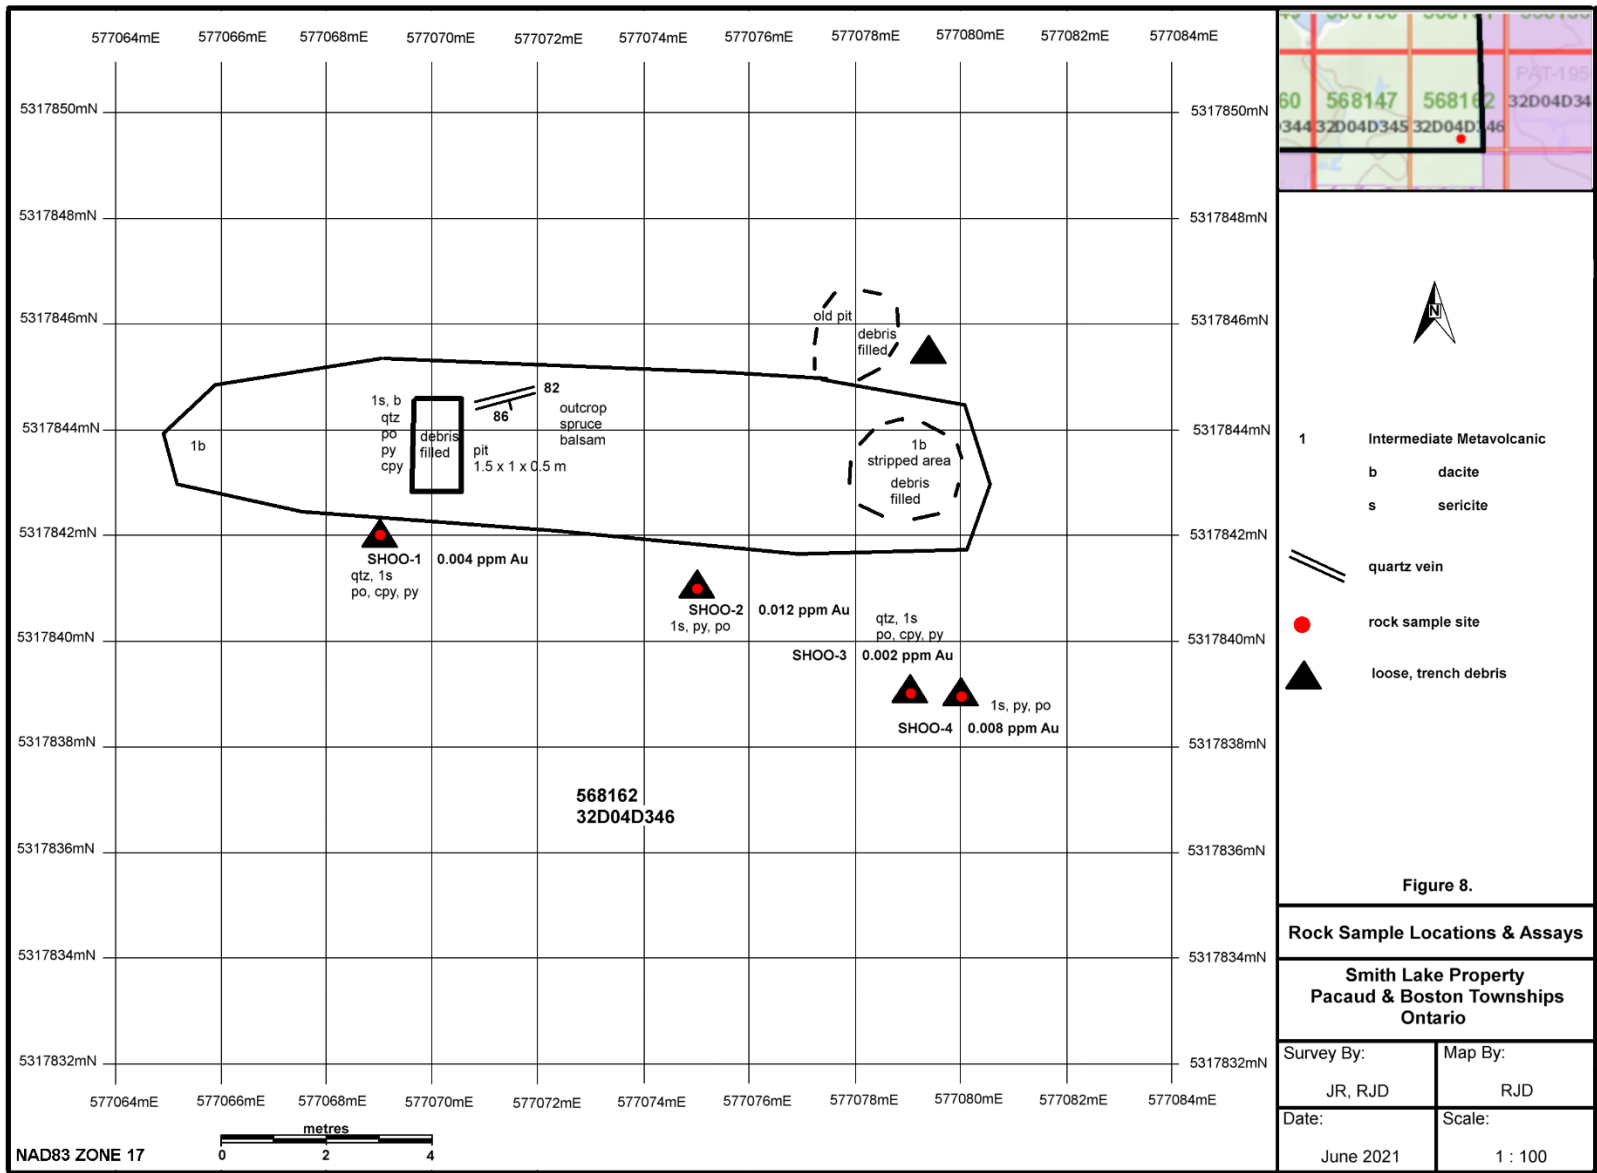 577064mE 577066mE 577068mE 577070mE 577072mE 577074mE 577076mE 577078mE 577080mE 577082mE 577084mE
5317850mN 5317850mN
5317848mN 5317848mN
5317846mN 5317846mN
5317844mN 5317844mN
5317842mN 5317842mN
5317840mN 5317840mN
5317838mN 5317838mN
5317836mN 5317836mN
5317834mN 5317834mN
5317832mN 5317832mN
577064mE 577066mE 577068mE 577070mE 577072mE 577074mE 577076mE 577078mE 577080mE 577082mE 577084mE
old pit
debris
filled
1b
1s, b
qtz
po
py
cpy
debris
filled
pit
1.5 x 1 x 0.5 m
82
86
outcrop
spruce
balsam
1b
stripped area
debris
filled
SHOO-1 0.004 ppm Au
qtz, 1s
po, cpy, py
SHOO-2 0.012 ppm Au
1s, py, po
qtz, 1s
po, cpy, py
SHOO-3 0.002 ppm Au
1s, py, po
SHOO-4 0.008 ppm Au
568162
32D04D346
metres
0 2 4
NAD83 ZONE 17
PAT-195
60 568147 568162 32D04D34
344 32D04D345 32D04D346
N
1 Intermediate Metavolcanic
b dacite
s sericite
quartz vein
rock sample site
loose, trench debris
Figure 8.
Rock Sample Locations & Assays
Smith Lake Property
Pacaud & Boston Townships
Ontario
Survey By: Map By:
JR, RJD RJD
Date: Scale:
June 2021 1 : 100